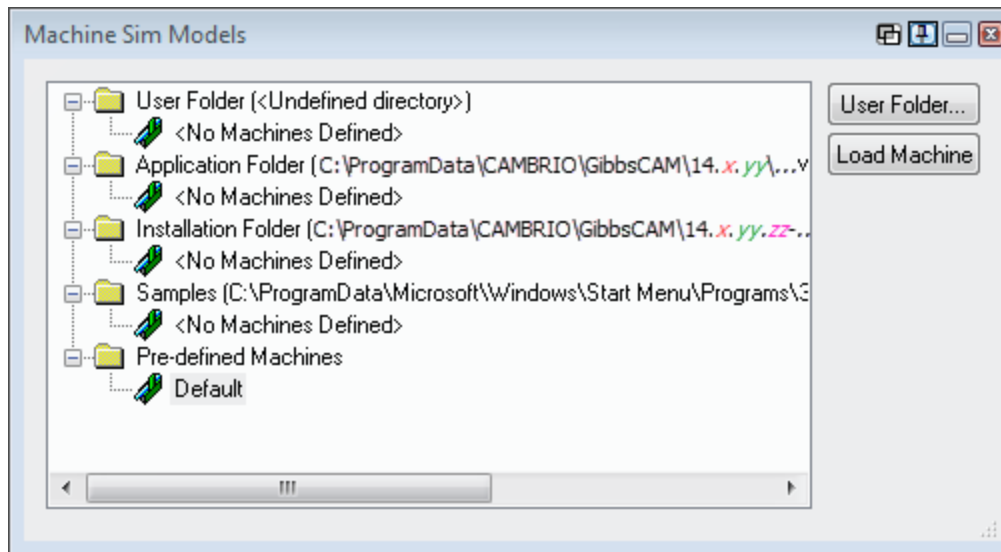 Machine Sim Models
User Folder (<Undefined directory>)
<No Machines Defined>
Application Folder (C:\ProgramData\CAMBRIO\GibbsCAM\14.x.yy\...v
<No Machines Defined>
Installation Folder (C:\ProgramData\CAMBRIO\GibbsCAM\14.x.yy.zz-..
<No Machines Defined>
Samples (C:\ProgramData\Microsoft\Windows\Start Menu\Programs\3
<No Machines Defined>
Pre-defined Machines
Default
User Folder...
Load Machine